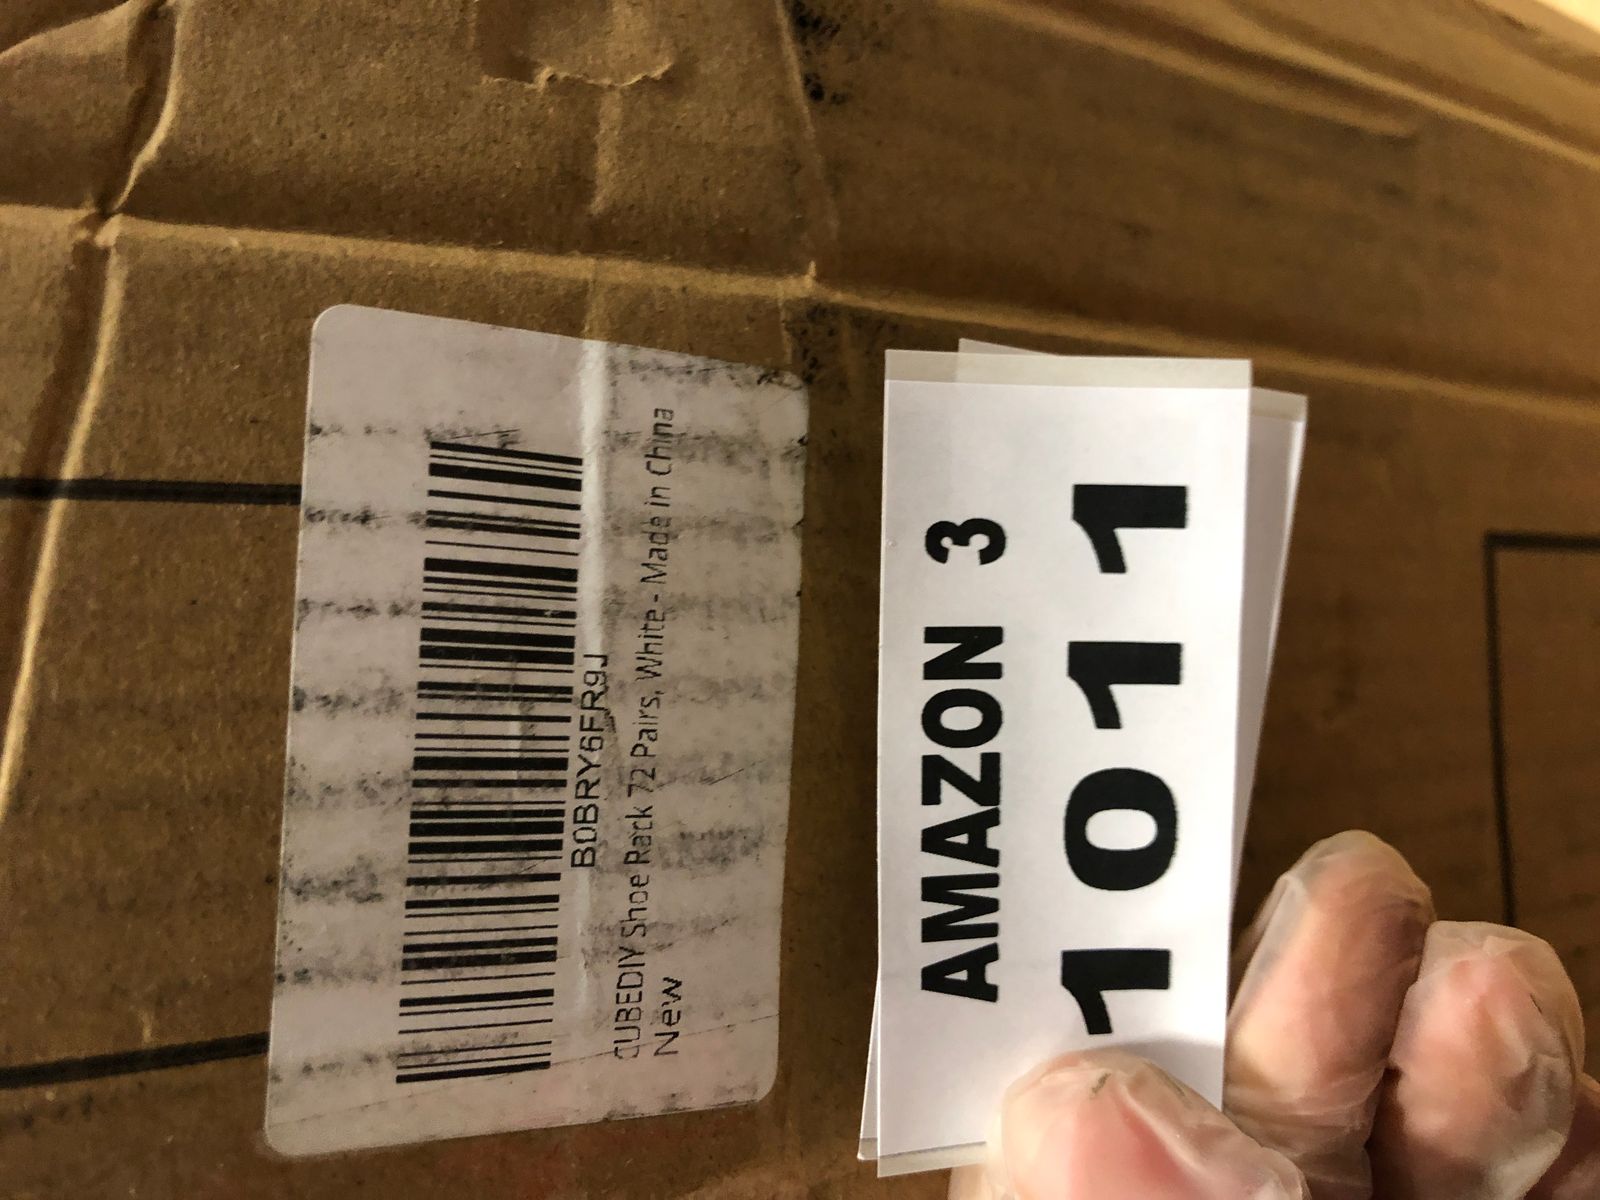 B0BRY6FR9J
CUBEDIY Shoe Rack 72 Pairs, White - Made in China
New
AMAZON 3
1011